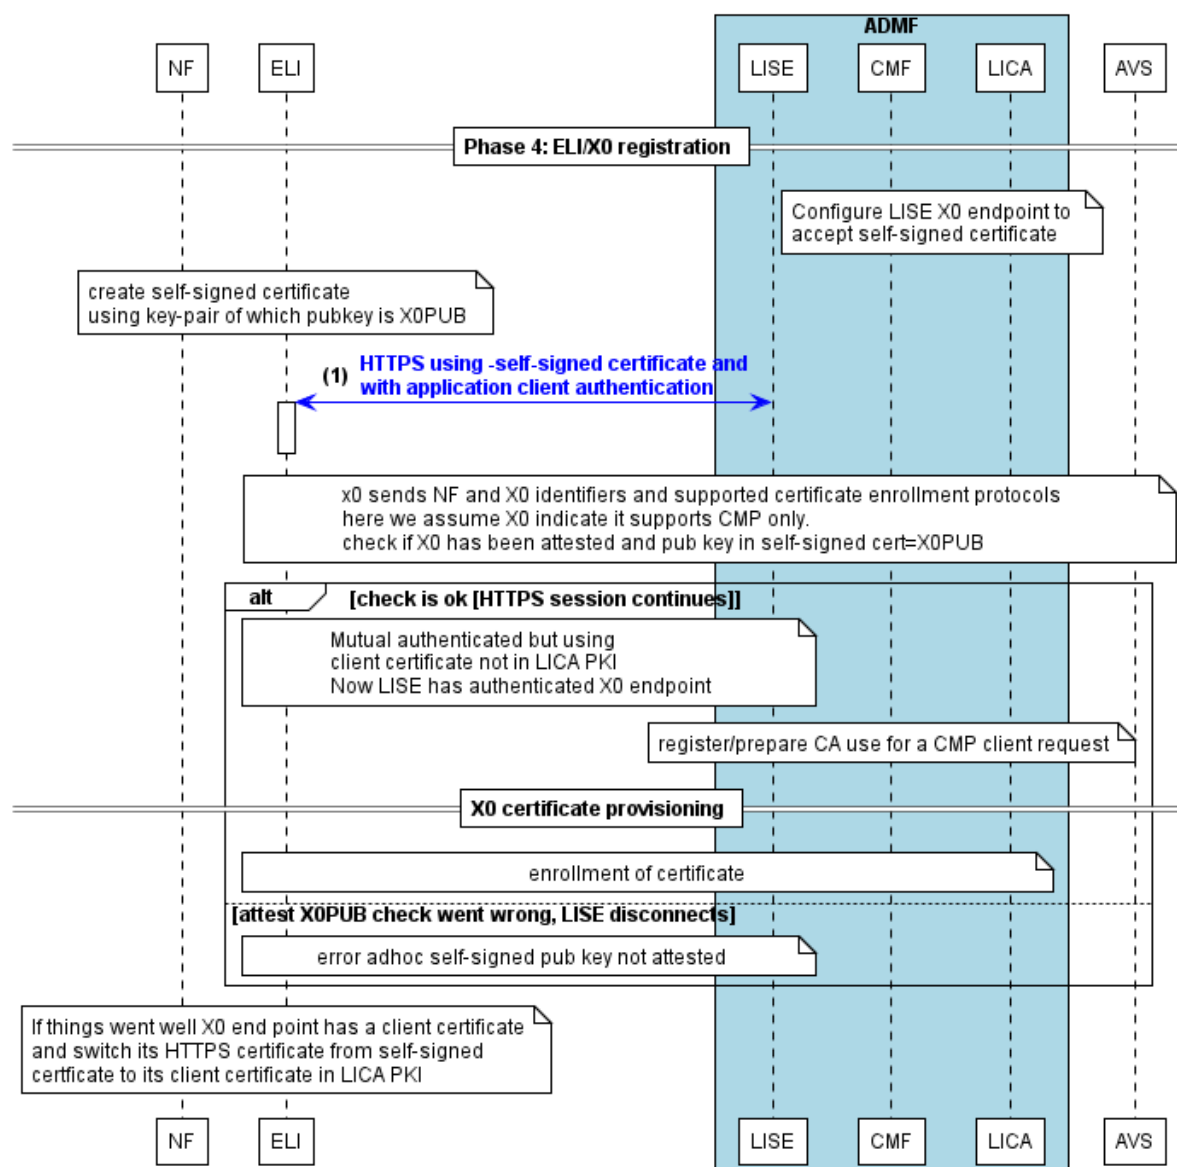 ADMF
NF
ELI
LISE
CMF
LICA
AVS
Phase 4: ELI/X0 registration
Configure LISE X0 endpoint to
accept self-signed certificate
create self-signed certificate
using key-pair of which pubkey is X0PUB
(1)
HTTPS using -self-signed certificate and
with application client authentication
x0 sends NF and X0 identifiers and supported certificate enrollment protocols
here we assume X0 indicate it supports CMP only.
check if X0 has been attested and pub key in self-signed cert=X0PUB
alt
[check is ok [HTTPS session continues]]
Mutual authenticated but using
client certificate not in LICA PKI
Now LISE has authenticated X0 endpoint
register/prepare CA use for a CMP client request
X0 certificate provisioning
enrollment of certificate
[attest X0PUB check went wrong, LISE disconnects]
error adhoc self-signed pub key not attested
If things went well X0 end point has a client certificate
and switch its HTTPS certificate from self-signed
certficate to its client certificate in LICA PKI
NF
ELI
LISE
CMF
LICA
AVS